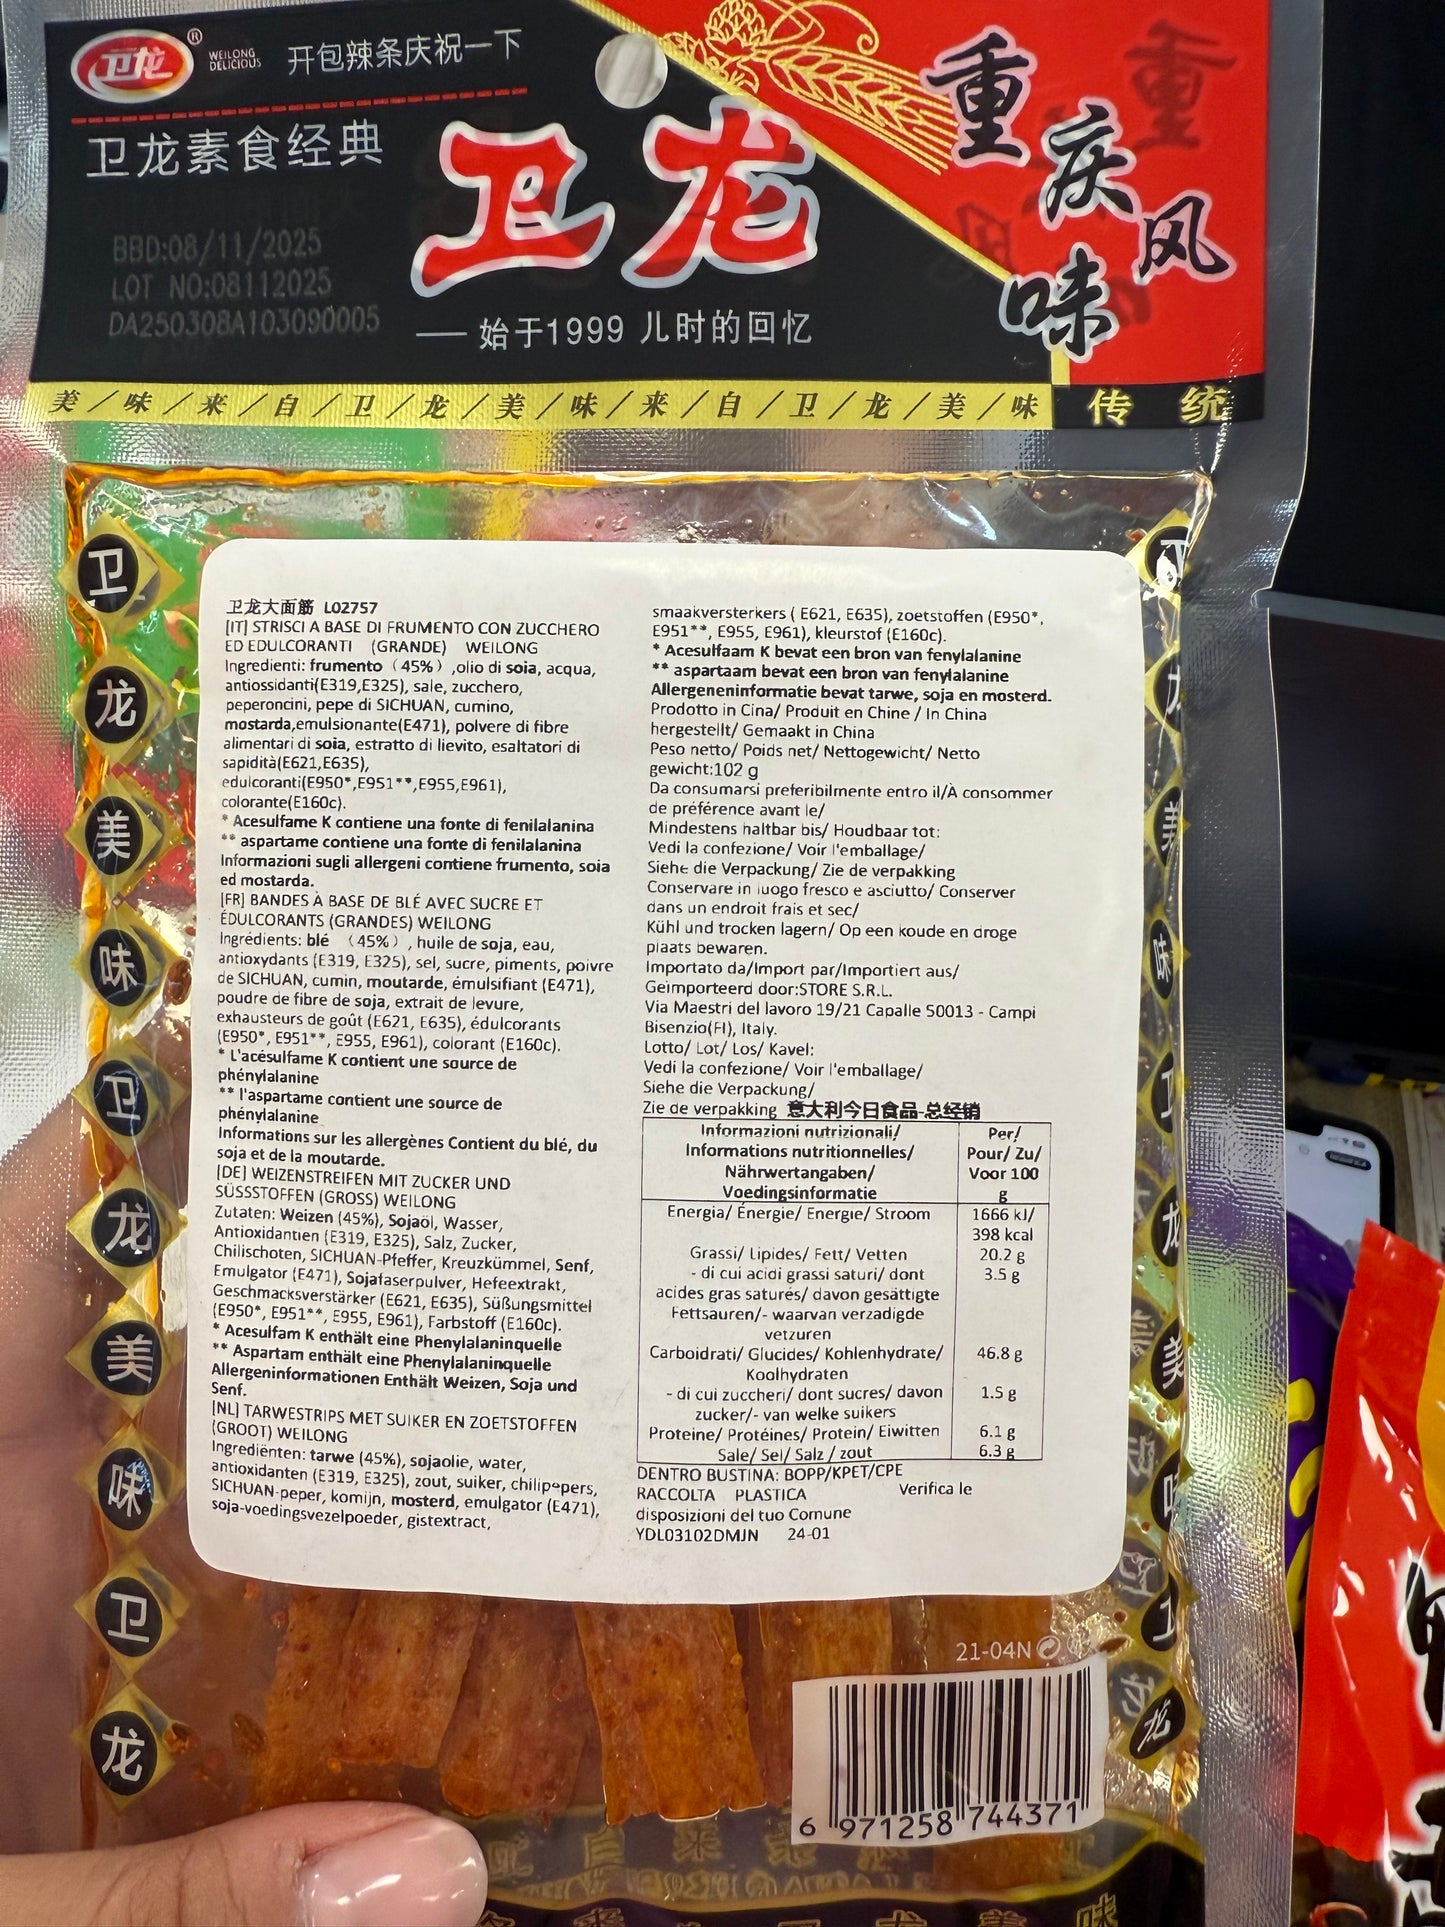 卫龙®
WEILONG
DELICIOUS
开包辣条庆祝一下
卫龙素食经典
卫龙
重庆风味
BBD:08/11/2025
LOT NO:08112025
DA250308A103090005
— 始于1999 儿时的回忆
美/味/来/自/卫/龙/美/味/来/自/卫/龙/美/味
传统
卫龙美味卫龙美味卫龙
卫龙大面筋 L02757
[IT] STRISCI A BASE DI FRUMENTO CON ZUCCHERO
ED EDULCORANTI (GRANDE) WEILONG
Ingredienti: frumento（45%）,olio di soia, acqua,
antiossidanti(E319,E325), sale, zucchero,
peperoncini, pepe di SICHUAN, cumino,
mostarda,emulsionante(E471), polvere di fibre
alimentari di soia, estratto di lievito, esaltatori di
sapidità(E621,E635),
edulcoranti(E950*,E951**,E955,E961),
colorante(E160c).
* Acesulfame K contiene una fonte di fenilalanina
** aspartame contiene una fonte di fenilalanina
Informazioni sugli allergeni contiene frumento, soia
ed mostarda.
[FR] BANDES À BASE DE BLÉ AVEC SUCRE ET
ÉDULCORANTS (GRANDES) WEILONG
Ingrédients: blé （45%）, huile de soja, eau,
antioxydants (E319, E325), sel, sucre, piments, poivre
de SICHUAN, cumin, moutarde, émulsifiant (E471),
poudre de fibre de soja, extrait de levure,
exhausteurs de goût (E621, E635), édulcorants
(E950*, E951**, E955, E961), colorant (E160c).
* L'acésulfame K contient une source de
phénylalanine
** l'aspartame contient une source de
phénylalanine
Informations sur les allergènes Contient du blé, du
soja et de la moutarde.
[DE] WEIZENSTREIFEN MIT ZUCKER UND
SÜSSSTOFFEN (GROSS) WEILONG
Zutaten: Weizen (45%), Sojaöl, Wasser,
Antioxidantien (E319, E325), Salz, Zucker,
Chilischoten, SICHUAN-Pfeffer, Kreuzkümmel, Senf,
Emulgator (E471), Sojafaserpulver, Hefeextrakt,
Geschmacksverstärker (E621, E635), Süßungsmittel
(E950*, E951**, E955, E961), Farbstoff (E160c).
* Acesulfam K enthält eine Phenylalaninquelle
** Aspartam enthält eine Phenylalaninquelle
Allergeninformationen Enthält Weizen, Soja und
Senf.
[NL] TARWESTRIPS MET SUIKER EN ZOETSTOFFEN
(GROOT) WEILONG
Ingrediënten: tarwe (45%), sojaolie, water,
antioxidanten (E319, E325), zout, suiker, chilipepers,
SICHUAN-peper, komijn, mosterd, emulgator (E471),
soja-voedingsvezelpoeder, gistextract,
smaakversterkers ( E621, E635), zoetstoffen (E950*,
E951**, E955, E961), kleurstof (E160c).
* Acesulfaam K bevat een bron van fenylalanine
** aspartaam bevat een bron van fenylalanine
Allergeneninformatie bevat tarwe, soja en mosterd.
Prodotto in Cina/ Produit en Chine / In China
hergestellt/ Gemaakt in China
Peso netto/ Poids net/ Nettogewicht/ Netto
gewicht:102 g
Da consumarsi preferibilmente entro il/À consommer
de préférence avant le/
Mindestens haltbar bis/ Houdbaar tot:
Vedi la confezione/ Voir l'emballage/
Siehe die Verpackung/ Zie de verpakking
Conservare in luogo fresco e asciutto/ Conserver
dans un endroit frais et sec/
Kühl und trocken lagern/ Op een koude en droge
plaats bewaren.
Importato da/Import par/Importiert aus/
Geïmporteerd door:STORE S.R.L.
Via Maestri del lavoro 19/21 Capalle 50013 - Campi
Bisenzio(FI), Italy.
Lotto/ Lot/ Los/ Kavel:
Vedi la confezione/ Voir l'emballage/
Siehe die Verpackung/
Zie de verpakking 意大利今日食品-总经销
Informazioni nutrizionali/
Informations nutritionnelles/
Nährwertangaben/
Voedingsinformatie
Per/
Pour/ Zu/
Voor 100
g
Energia/ Énergie/ Energie/ Stroom 1666 kJ/
398 kcal
Grassi/ Lipides/ Fett/ Vetten 20.2 g
- di cui acidi grassi saturi/ dont 3.5 g
acides gras saturés/ davon gesättigte
Fettsäuren/- waarvan verzadigde
vetzuren
Carboidrati/ Glucides/ Kohlenhydrate/ 46.8 g
Koolhydraten
- di cui zuccheri/ dont sucres/ davon 1.5 g
zucker/- van welke suikers
Proteine/ Protéines/ Protein/ Eiwitten 6.1 g
Sale/ Sel/ Salz / zout 6.3 g
DENTRO BUSTINA: BOPP/KPET/CPE
RACCOLTA PLASTICA Verifica le
disposizioni del tuo Comune
YDL03102DMJN 24-01
21-04N
6 971258 744371